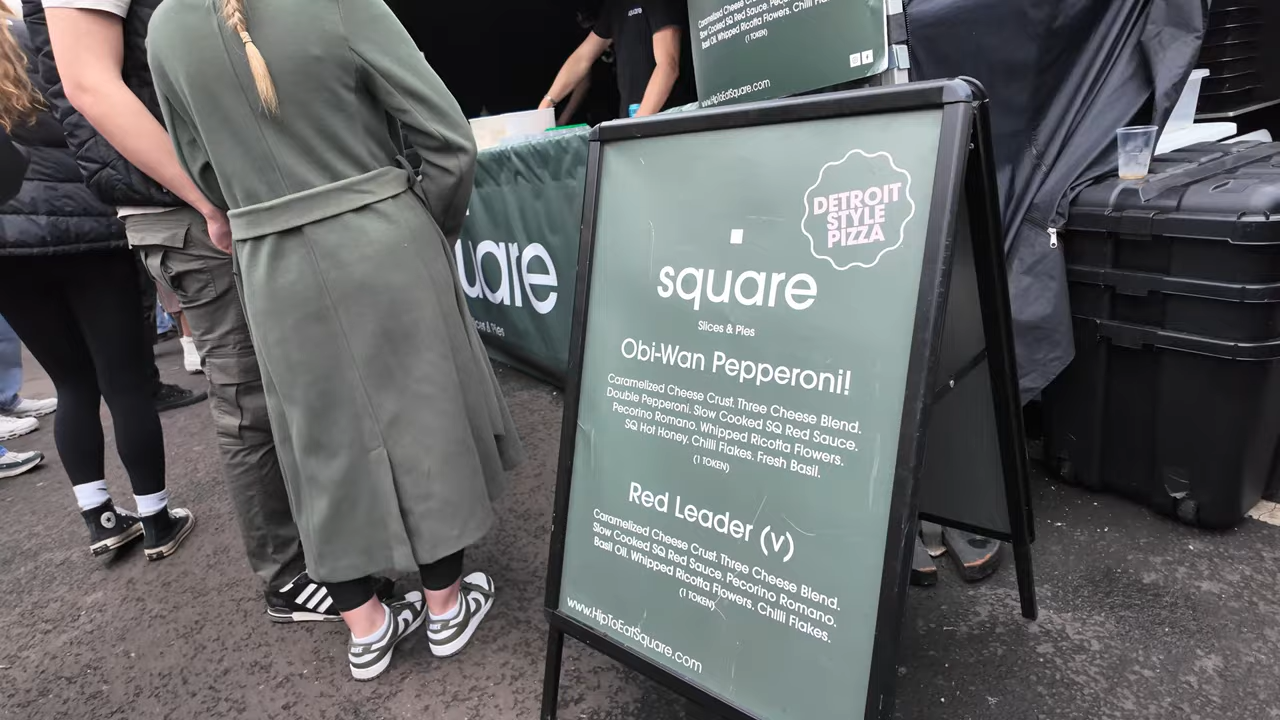 square
Slow Cooked SQ Red Sauce.
Basil Oil. Whipped Ricotta Flowers. Chilli
(1 TOKEN)
www.HipToEatSquare.com
uare
& Pies
DETROIT
STYLE
PIZZA
square
Slices & Pies
Obi-Wan Pepperoni!
Caramelized Cheese Crust. Three Cheese Blend.
Double Pepperoni. Slow Cooked SQ Red Sauce.
Pecorino Romano. Whipped Ricotta Flowers.
SQ Hot Honey. Chilli Flakes. Fresh Basil.
(1 TOKEN)
Red Leader (v)
Caramelized Cheese Crust. Three Cheese Blend.
Slow Cooked SQ Red Sauce. Pecorino Romano.
Basil Oil. Whipped Ricotta Flowers. Chilli Flakes.
(1 TOKEN)
www.HipToEatSquare.com
NIKE